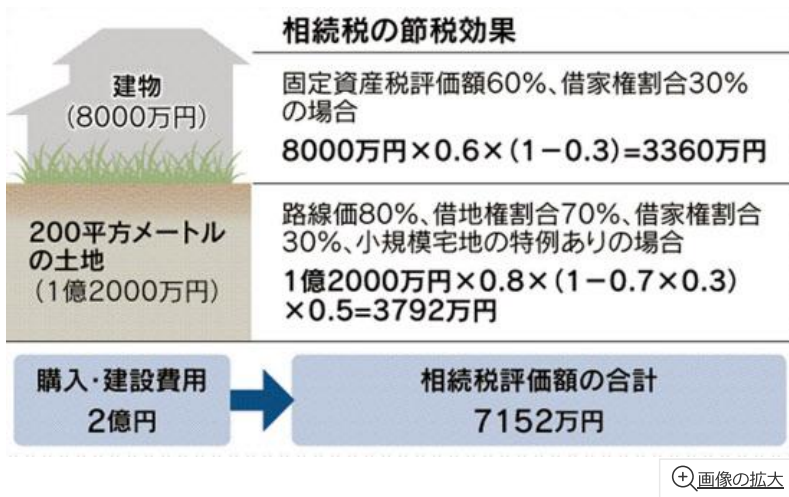 相続税の節税効果
建物
(8000万円)
固定資産税評価額60%、借家権割合30%
の場合
8000万円×0.6×(1−0.3)=3360万円
200平方メートル
の土地
(1億2000万円)
路線価80%、借地権割合70%、借家権割合
30%、小規模宅地の特例ありの場合
1億2000万円×0.8×(1−0.7×0.3)
×0.5=3792万円
購入・建設費用
2億円
相続税評価額の合計
7152万円
画像の拡大